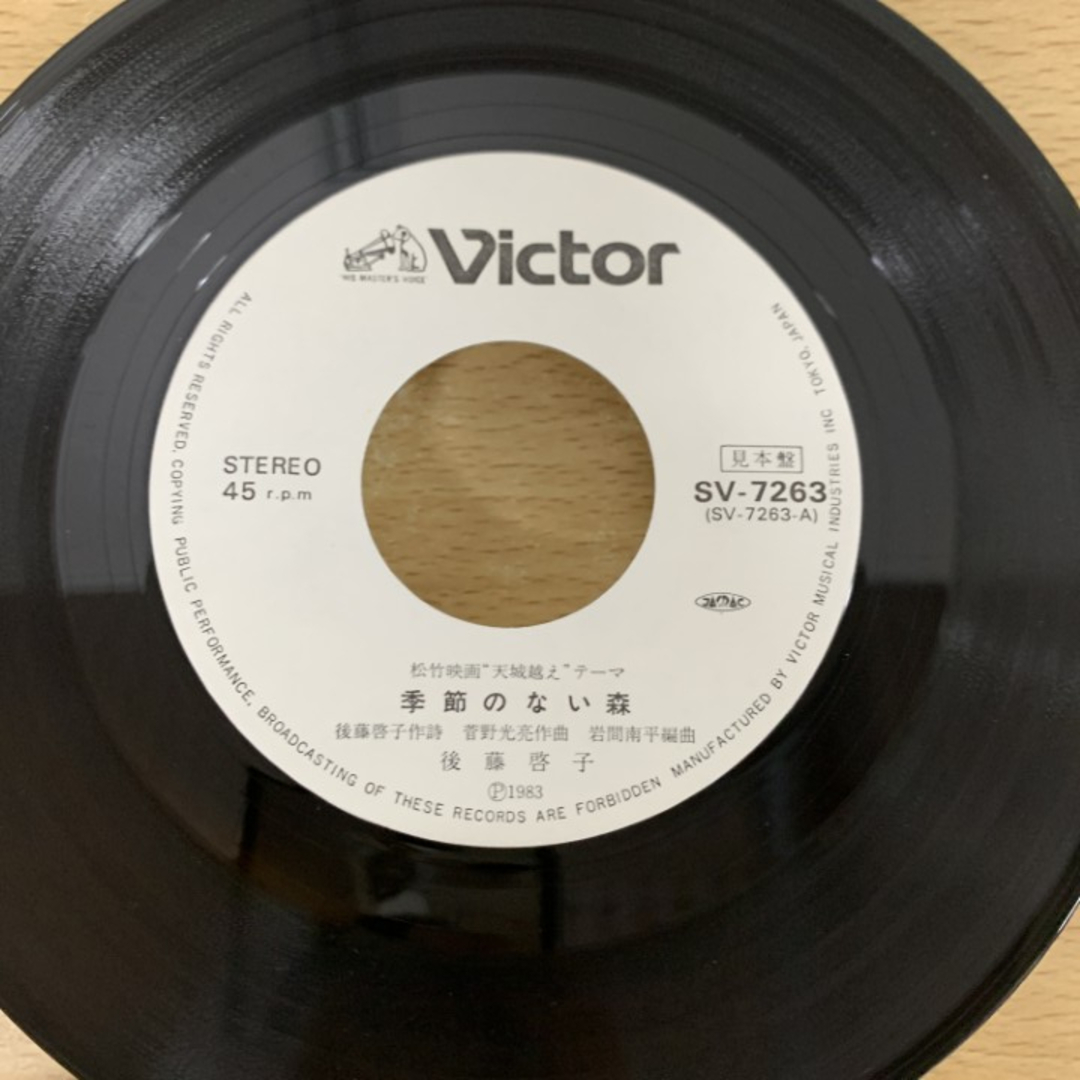 "HIS MASTER'S VOICE"
Victor
STEREO
45 r.p.m
見本盤
SV-7263
(SV-7263-A)
JASRAC
松竹映画“天城越え”テーマ
季節のない森
後藤啓子作詩 菅野光亮作曲 岩間南平編曲
後藤啓子
Ⓟ1983
ALL RIGHTS RESERVED. COPYING PUBLIC PERFORMANCE, BROADCASTING OF THESE RECORDS ARE FORBIDDEN MANUFACTURED BY VICTOR MUSICAL INDUSTRIES INC TOKYO, JAPAN